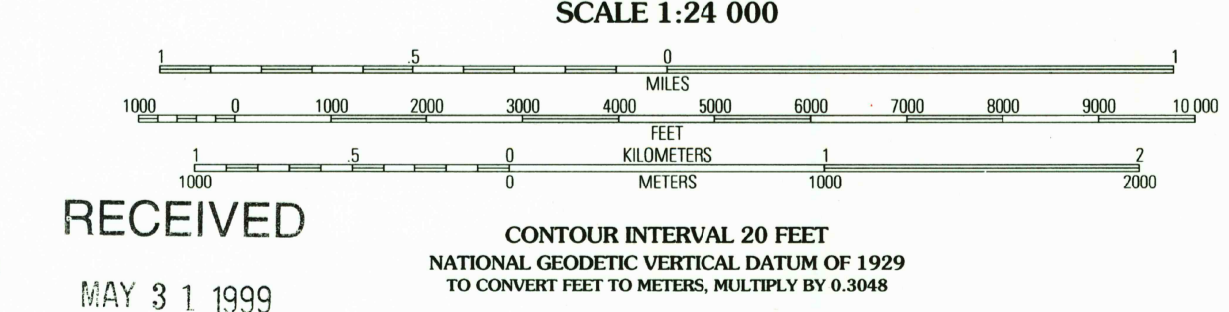 SCALE 1:24 000
1 .5 0 1
MILES
1000 0 1000 2000 3000 4000 5000 6000 7000 8000 9000 10 000
FEET
1 .5 0 KILOMETERS 1 2
1000 0 METERS 1000 2000
RECEIVED
CONTOUR INTERVAL 20 FEET
NATIONAL GEODETIC VERTICAL DATUM OF 1929
TO CONVERT FEET TO METERS, MULTIPLY BY 0.3048
MAY 3 1 1999